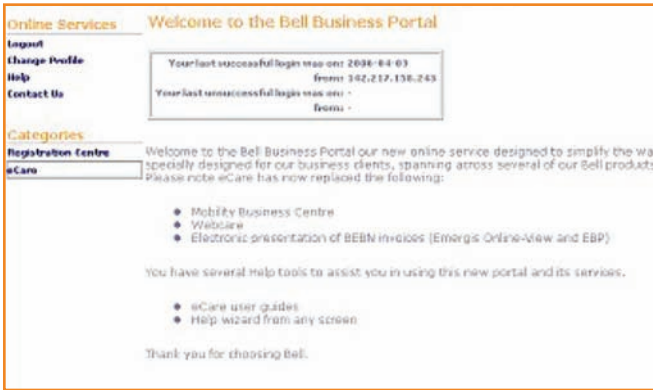 Online Services
Logout
Change Profile
Help
Contact Us
Categories
Registration Centre
eCare
Welcome to the Bell Business Portal
Your last successful login was on: 2006-04-03
from: 142.217.158.243
Your last unsuccessful login was on: -
from: -
Welcome to the Bell Business Portal our new online service designed to simplify the wa
specially designed for our business clients, spanning across several of our Bell products
Please note eCare has now replaced the following:
Mobility Business Centre
Webcare
Electronic presentation of BEBN invoices (Emergis Online-View and EBP)
You have several Help tools to assist you in using this new portal and its services.
eCare user guides
Help wizard from any screen
Thank you for choosing Bell.